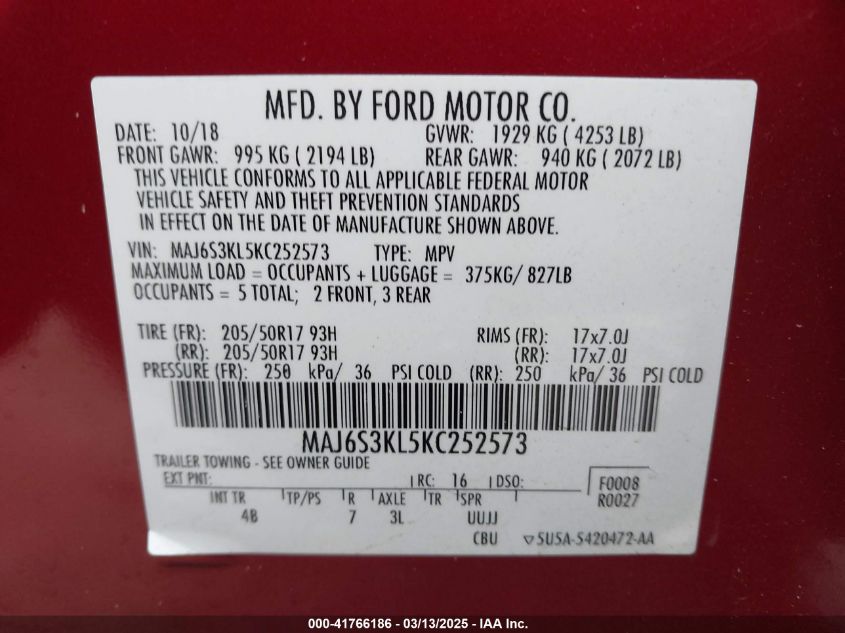 MFD. BY FORD MOTOR CO.
DATE: 10/18 GVWR: 1929 KG ( 4253 LB)
FRONT GAWR: 995 KG ( 2194 LB) REAR GAWR: 940 KG ( 2072 LB)
THIS VEHICLE CONFORMS TO ALL APPLICABLE FEDERAL MOTOR
VEHICLE SAFETY AND THEFT PREVENTION STANDARDS
IN EFFECT ON THE DATE OF MANUFACTURE SHOWN ABOVE.
VIN: MAJ6S3KL5KC252573 TYPE: MPV
MAXIMUM LOAD = OCCUPANTS + LUGGAGE = 375KG/ 827LB
OCCUPANTS = 5 TOTAL; 2 FRONT, 3 REAR
TIRE (FR): 205/50R17 93H RIMS (FR): 17x7.0J
(RR): 205/50R17 93H (RR): 17x7.0J
PRESSURE (FR): 250 kPa/ 36 PSI COLD (RR): 250 kPa/ 36 PSI COLD
MAJ6S3KL5KC252573
TRAILER TOWING - SEE OWNER GUIDE
EXT PNT: RC: 16 DSO: F0008
R0027
INT TR TP/PS R AXLE TR SPR
4B 7 3L UUJJ
CBU ▽SU5A-5420472-AA
000-41766186 - 03/13/2025 - IAA Inc.